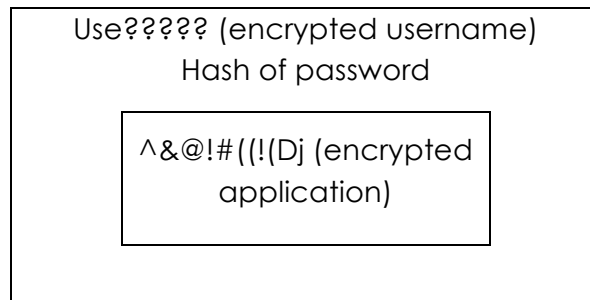 Use????? (encrypted username)
Hash of password
^&@!#((!(Dj (encrypted
application)